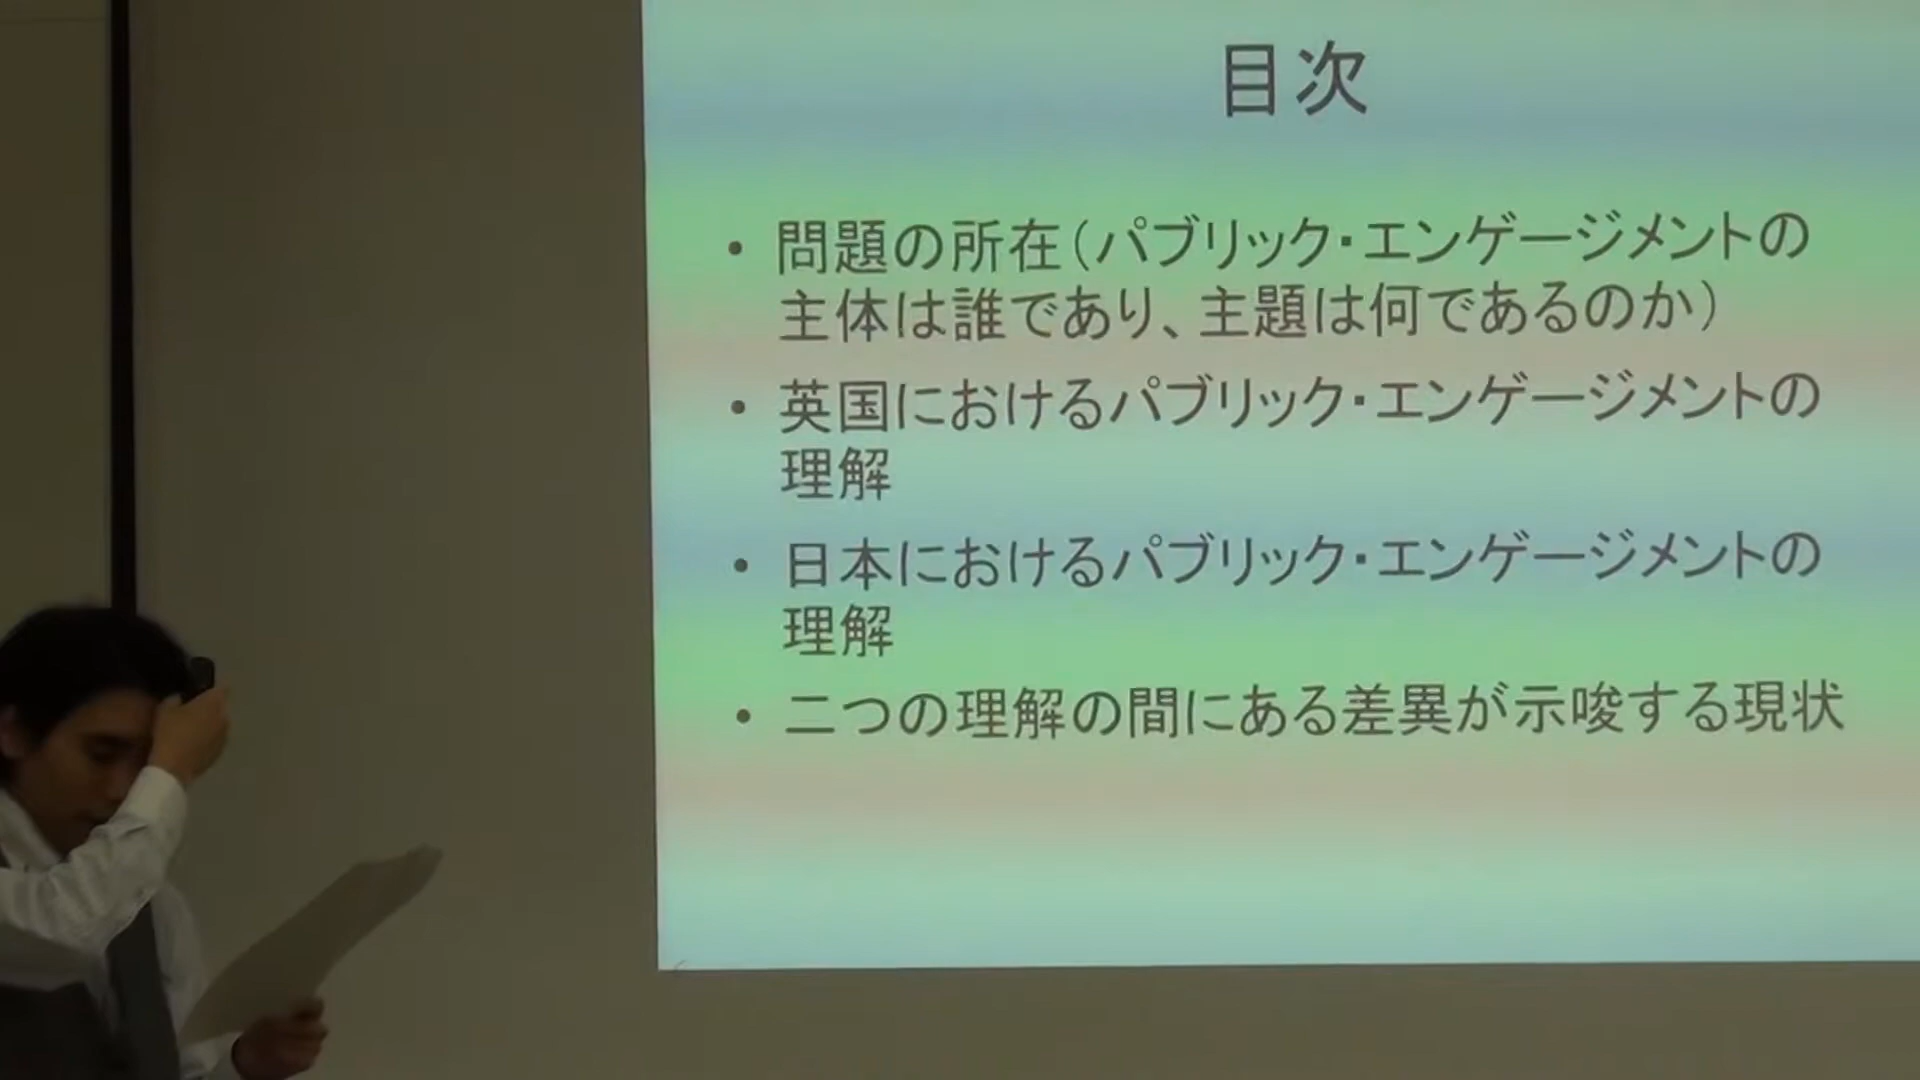 目次
・問題の所在(パブリック・エンゲージメントの
主体は誰であり、主題は何であるのか)
・英国におけるパブリック・エンゲージメントの
理解
・日本におけるパブリック・エンゲージメントの
理解
・二つの理解の間にある差異が示唆する現状